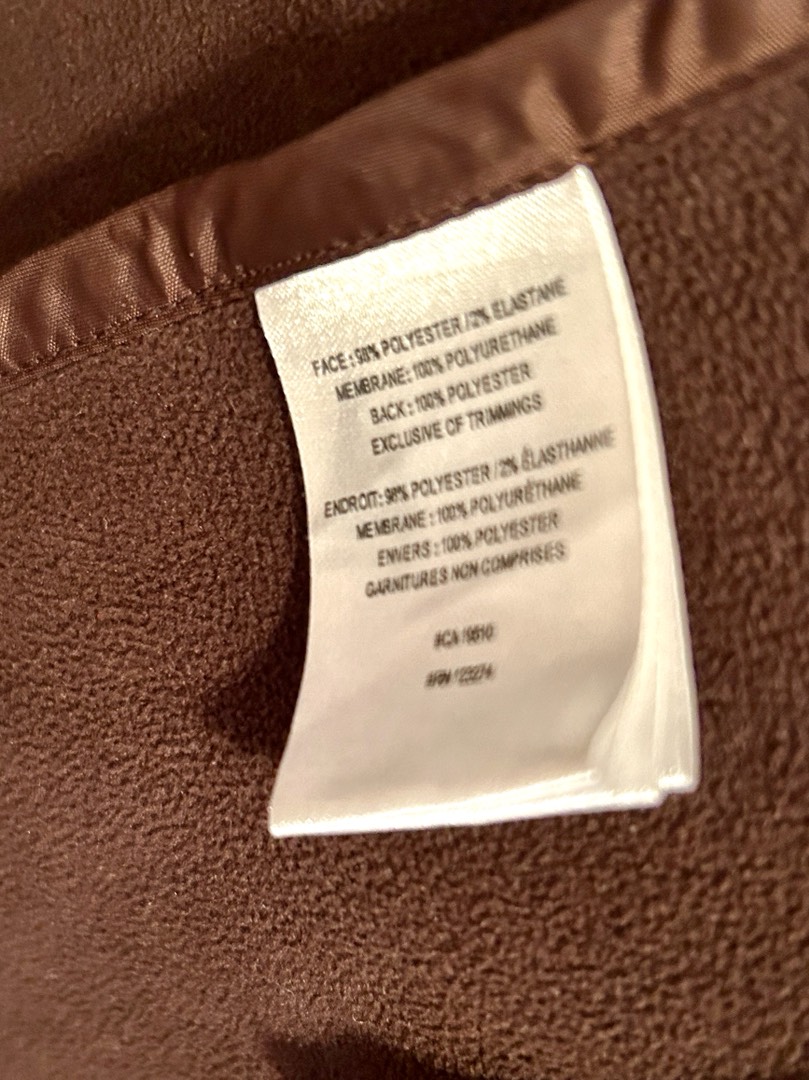 FACE : 98% POLYESTER / 2% ELASTANE
MEMBRANE : 100% POLYURETHANE
BACK : 100% POLYESTER
EXCLUSIVE OF TRIMMINGS
ENDROIT : 98% POLYESTER / 2% ÉLASTHANNE
MEMBRANE : 100% POLYURÉTHANE
ENVERS : 100% POLYESTER
GARNITURES NON COMPRISES